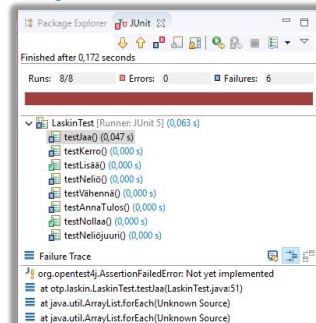 Package Explorer JUnit
Finished after 0,172 seconds
Runs: 8/8 Errors: 0 Failures: 6
LaskinTest [Runner: JUnit 5] (0,063 s)
testJaa() (0,047 s)
testKerro() (0,000 s)
testLisää() (0,000 s)
testNeliö() (0,000 s)
testVähennä() (0,000 s)
testAnnaTulos() (0,000 s)
testNollaa() (0,000 s)
testNeliöjuuri() (0,000 s)
Failure Trace
org.opentest4j.AssertionFailedError: Not yet implemented
at otp.laskin.LaskinTest.testJaa(LaskinTest.java:51)
at java.util.ArrayList.forEach(Unknown Source)
at java.util.ArrayList.forEach(Unknown Source)